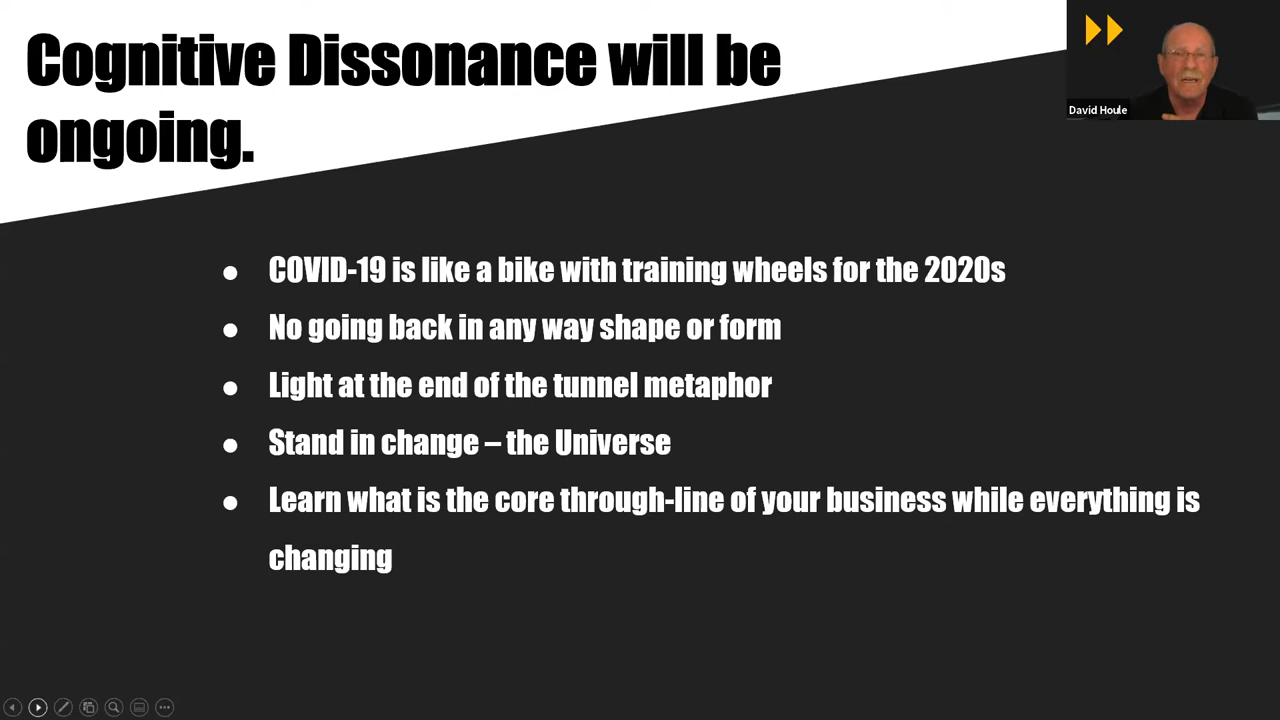 Cognitive Dissonance will be
ongoing.
David Houle
● COVID-19 is like a bike with training wheels for the 2020s
● No going back in any way shape or form
● Light at the end of the tunnel metaphor
● Stand in change – the Universe
● Learn what is the core through-line of your business while everything is
changing